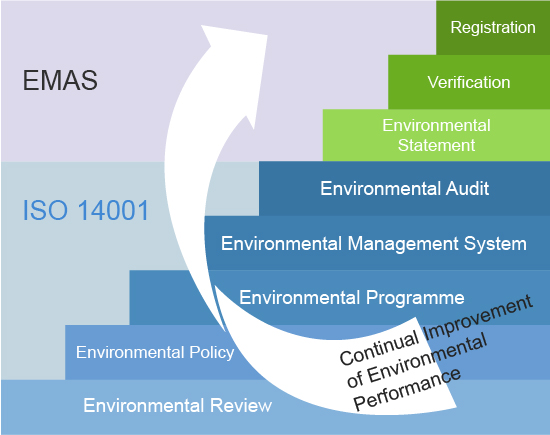 Registration
EMAS
Verification
Environmental
Statement
Environmental Audit
ISO 14001
Environmental Management System
Environmental Programme
Continual Improvement
of Environmental
Performance
Environmental Policy
Environmental Review